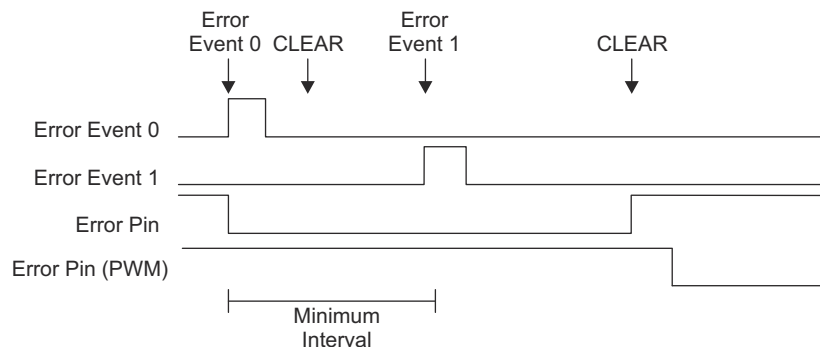 Error
Event 0
CLEAR
Error
Event 1
CLEAR
Error Event 0
Error Event 1
Error Pin
Error Pin (PWM)
Minimum
Interval